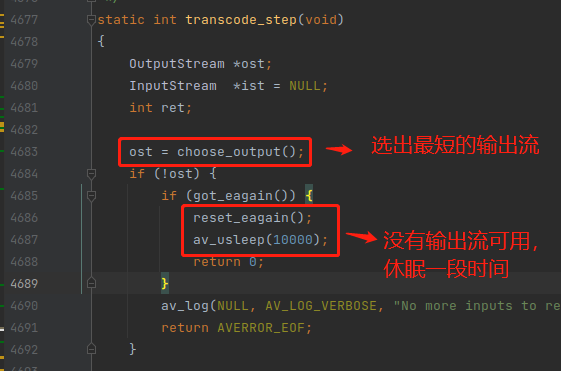 4677 static int transcode_step(void)
4678 {
4679 OutputStream *ost;
4680 InputStream *ist = NULL;
4681 int ret;
4682
4683 ost = choose_output(); 选出最短的输出流
4684 if (!ost) {
4685 if (got_eagain()) {
4686 reset_eagain();
4687 av_usleep(10000); 没有输出流可用，
4688 return 0; 休眠一段时间
4689 }
4690 av_log(NULL, AV_LOG_VERBOSE, "No more inputs to re
4691 return AVERROR_EOF;
4692 }